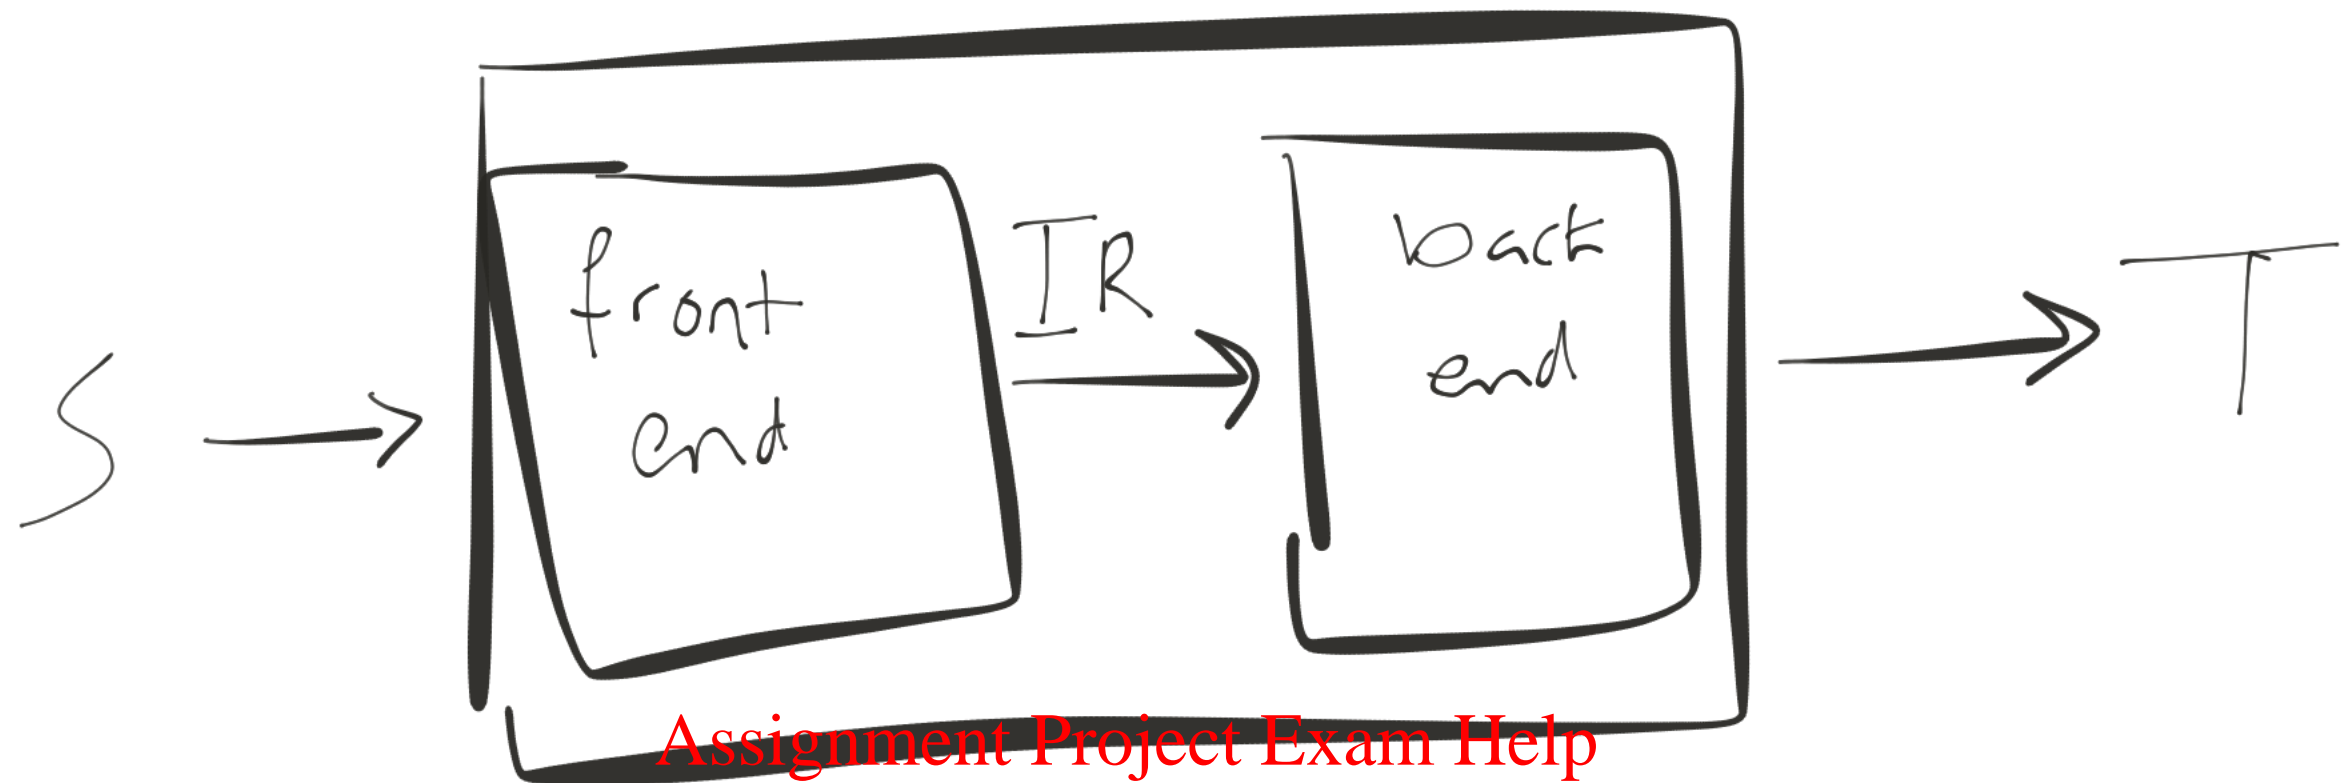 S
front
end
IR
back
end
T
Assignment Project Exam Help